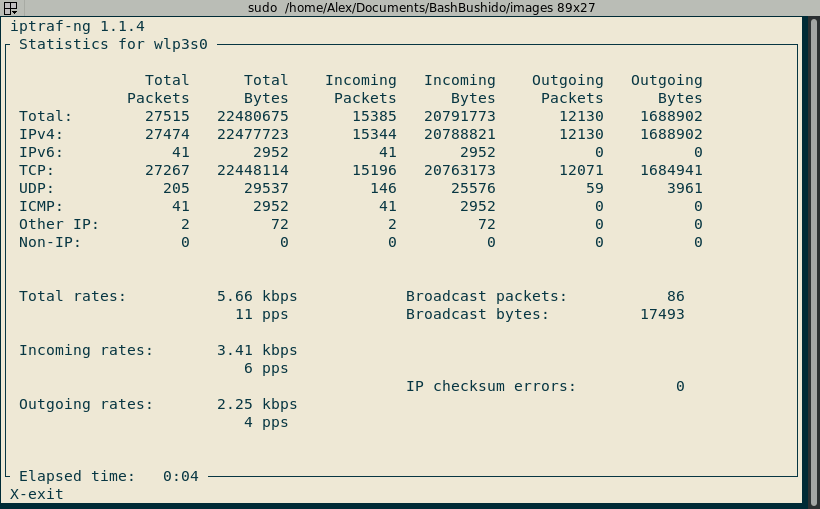 sudo /home/Alex/Documents/BashBushido/images 89x27
iptraf-ng 1.1.4
Statistics for wlp3s0
Total Total Incoming Incoming Outgoing Outgoing
Packets Bytes Packets Bytes Packets Bytes
Total: 27515 22480675 15385 20791773 12130 1688902
IPv4: 27474 22477723 15344 20788821 12130 1688902
IPv6: 41 2952 41 2952 0 0
TCP: 27267 22448114 15196 20763173 12071 1684941
UDP: 205 29537 146 25576 59 3961
ICMP: 41 2952 41 2952 0 0
Other IP: 2 72 2 72 0 0
Non-IP: 0 0 0 0 0 0
Total rates: 5.66 kbps Broadcast packets: 86
11 pps Broadcast bytes: 17493
Incoming rates: 3.41 kbps
6 pps
IP checksum errors: 0
Outgoing rates: 2.25 kbps
4 pps
Elapsed time: 0:04
X-exit